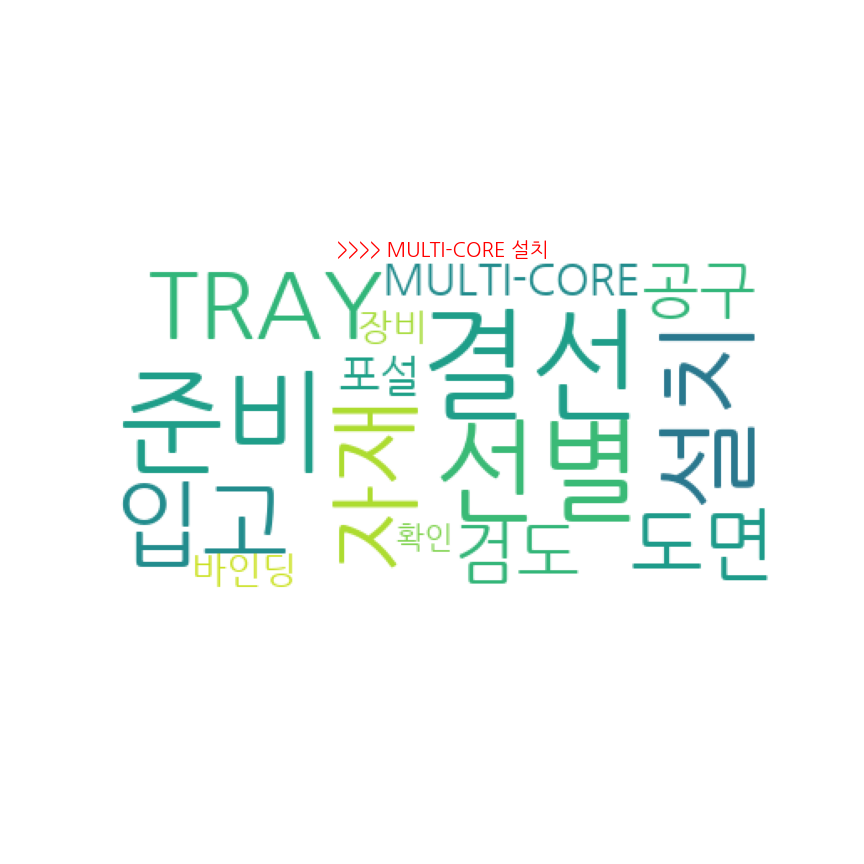 >>>> MULTI-CORE 설치
TRAY
MULTI-CORE
공구
장비
결선
포설
설치
준비
자재
선별
입고
도면
확인
검도
바인딩